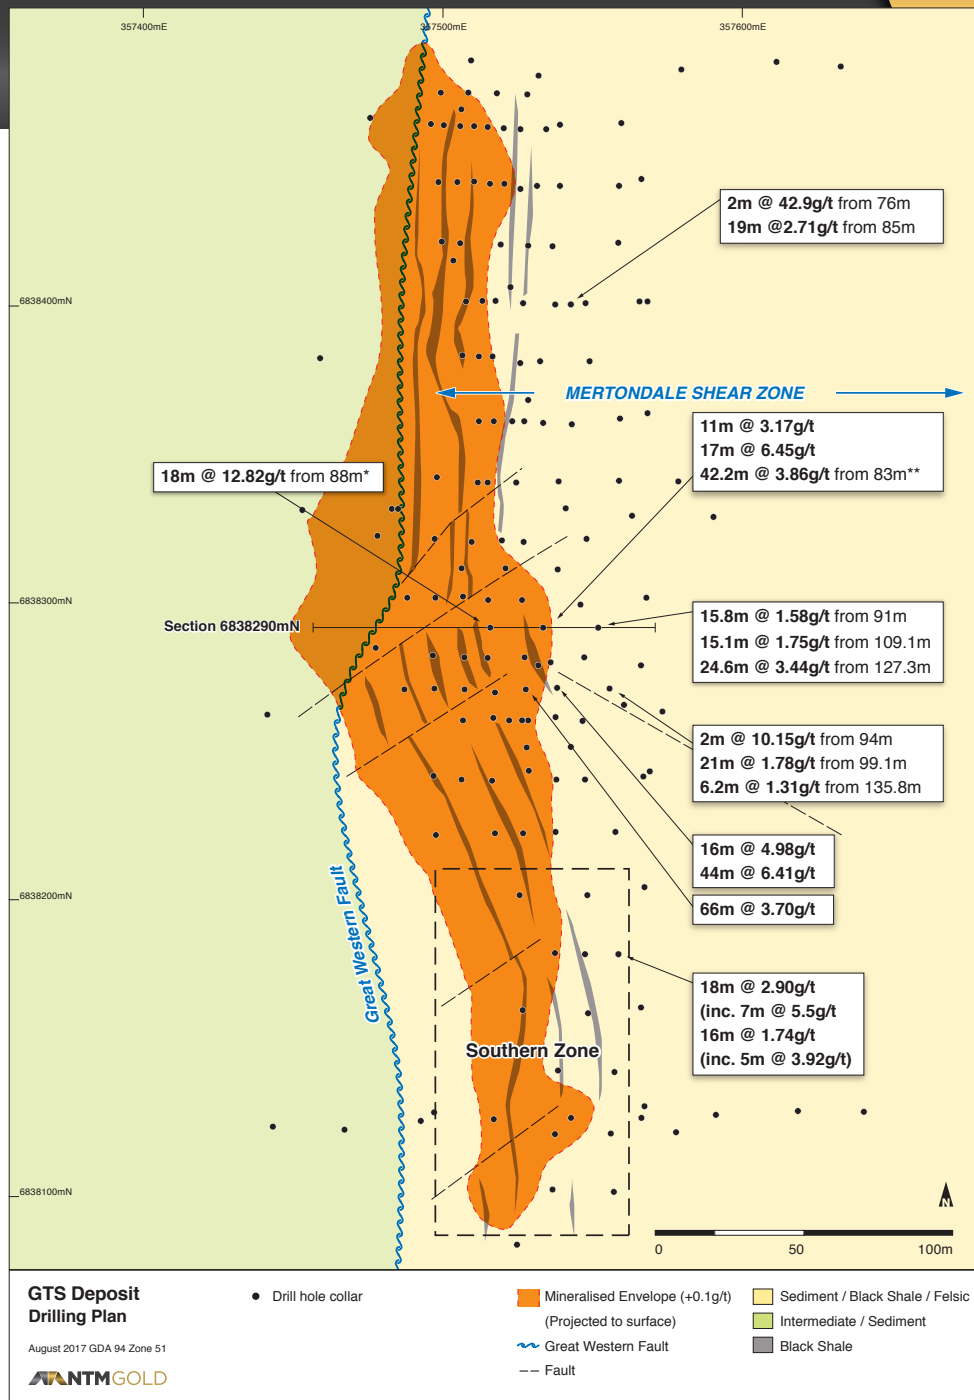 357400mE
357500mE
357600mE
2m @ 42.9g/t from 76m
19m @2.71g/t from 85m
6838400mN
MERTONDALE SHEAR ZONE
11m @ 3.17g/t
17m @ 6.45g/t
42.2m @ 3.86g/t from 83m**
18m @ 12.82g/t from 88m*
6838300mN
Section 6838290mN
15.8m @ 1.58g/t from 91m
15.1m @ 1.75g/t from 109.1m
24.6m @ 3.44g/t from 127.3m
2m @ 10.15g/t from 94m
21m @ 1.78g/t from 99.1m
6.2m @ 1.31g/t from 135.8m
16m @ 4.98g/t
44m @ 6.41g/t
66m @ 3.70g/t
6838200mN
Great Western Fault
18m @ 2.90g/t
(inc. 7m @ 5.5g/t
16m @ 1.74g/t
(inc. 5m @ 3.92g/t)
Southern Zone
6838100mN
N
0 50 100m
GTS Deposit
Drilling Plan
August 2017 GDA 94 Zone 51
NTMGOLD
Drill hole collar
Mineralised Envelope (+0.1g/t)
(Projected to surface)
Great Western Fault
Fault
Sediment / Black Shale / Felsic
Intermediate / Sediment
Black Shale